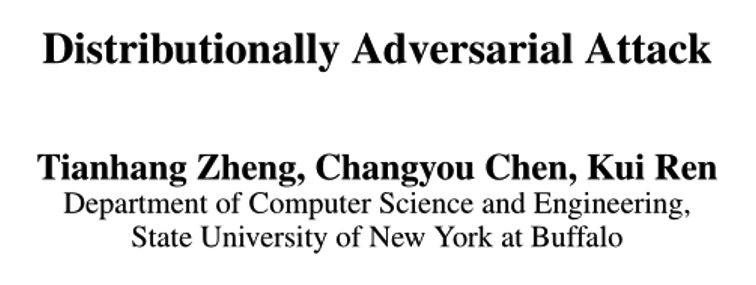 Distributionally Adversarial Attack
Tianhang Zheng, Changyou Chen, Kui Ren
Department of Computer Science and Engineering,
State University of New York at Buffalo